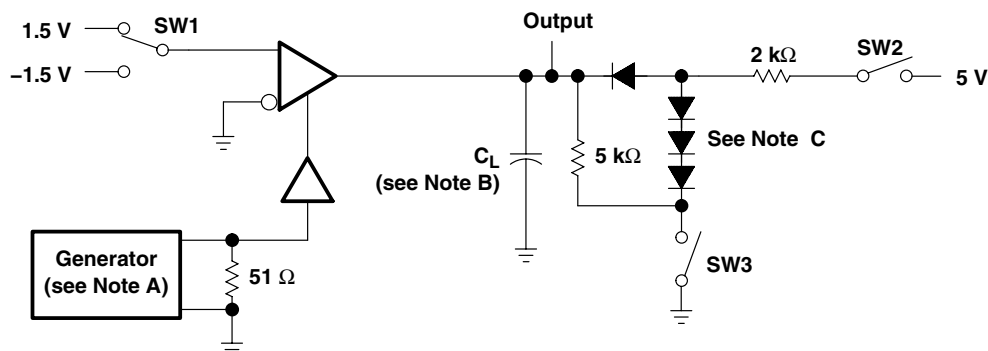 Output
1.5 V
SW1
–1.5 V
2 kΩ
SW2
5 V
CL
(see Note B)
5 kΩ
See Note C
Generator
(see Note A)
51 Ω
SW3